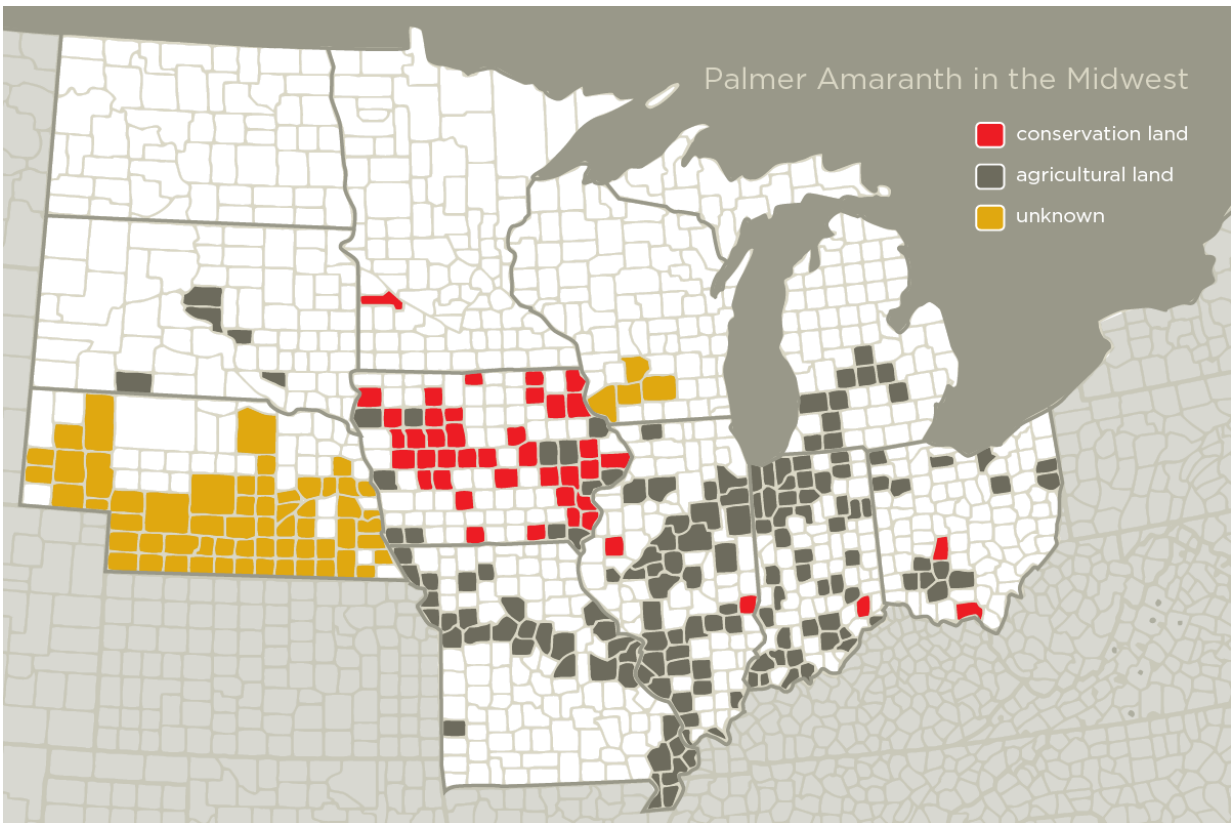 Palmer Amaranth in the Midwest
conservation land
agricultural land
unknown